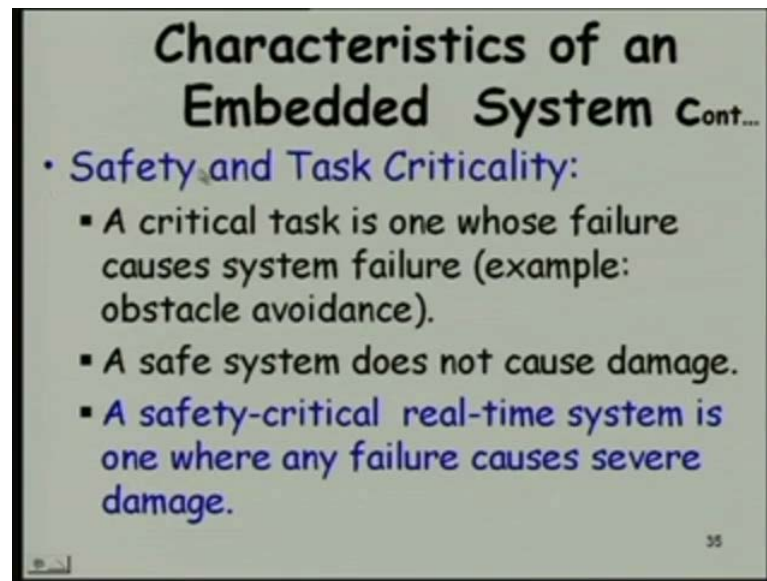 Characteristics of an
Embedded System Cont...
• Safety and Task Criticality:
▪ A critical task is one whose failure
causes system failure (example:
obstacle avoidance).
▪ A safe system does not cause damage.
▪ A safety-critical real-time system is
one where any failure causes severe
damage.
35